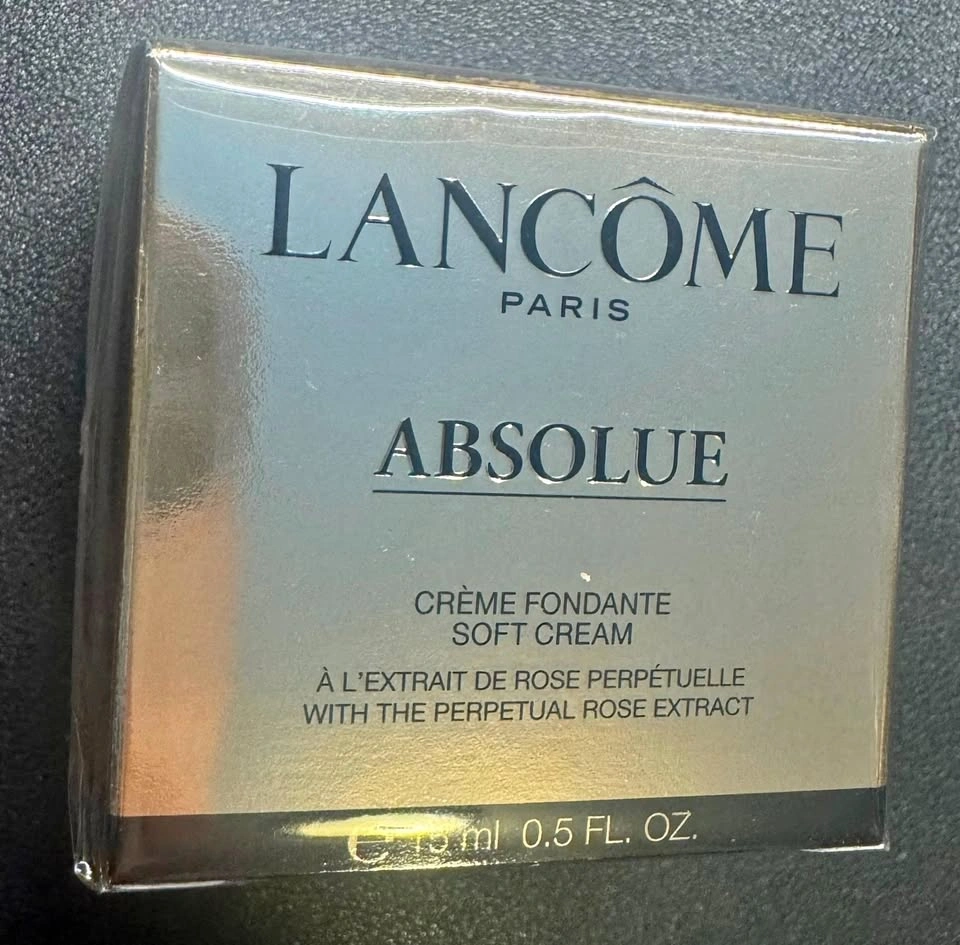 LANCÔME
PARIS
ABSOLUE
CRÈME FONDANTE
SOFT CREAM
À L'EXTRAIT DE ROSE PERPÉTUELLE
WITH THE PERPETUAL ROSE EXTRACT
℮ 15 ml 0.5 FL. OZ.